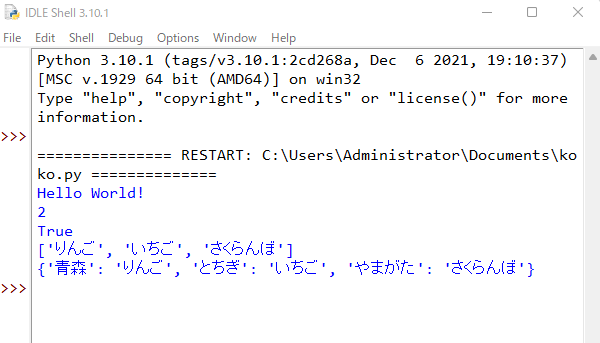 IDLE Shell 3.10.1
File Edit Shell Debug Options Window Help
Python 3.10.1 (tags/v3.10.1:2cd268a, Dec  6 2021, 19:10:37)
[MSC v.1929 64 bit (AMD64)] on win32
Type "help", "copyright", "credits" or "license()" for more
information.
>>>
=============== RESTART: C:\Users\Administrator\Documents\ko
ko.py ==============
Hello World!
2
True
['りんご', 'いちご', 'さくらんぼ']
{'青森': 'りんご', 'とちぎ': 'いちご', 'やまがた': 'さくらんぼ'}
>>>